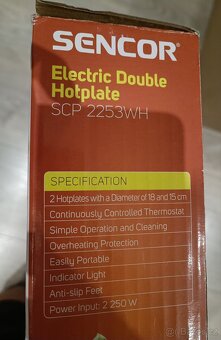 SENCOR
Electric Double
Hotplate
SCP 2253WH
SPECIFICATION
2 Hotplates with a Diameter of 18 and 15 cm
Continuously Controlled Thermostat
Simple Operation and Cleaning
Overheating Protection
Easily Portable
Indicator Light
Anti-slip Feet
Power Input: 2 250 W